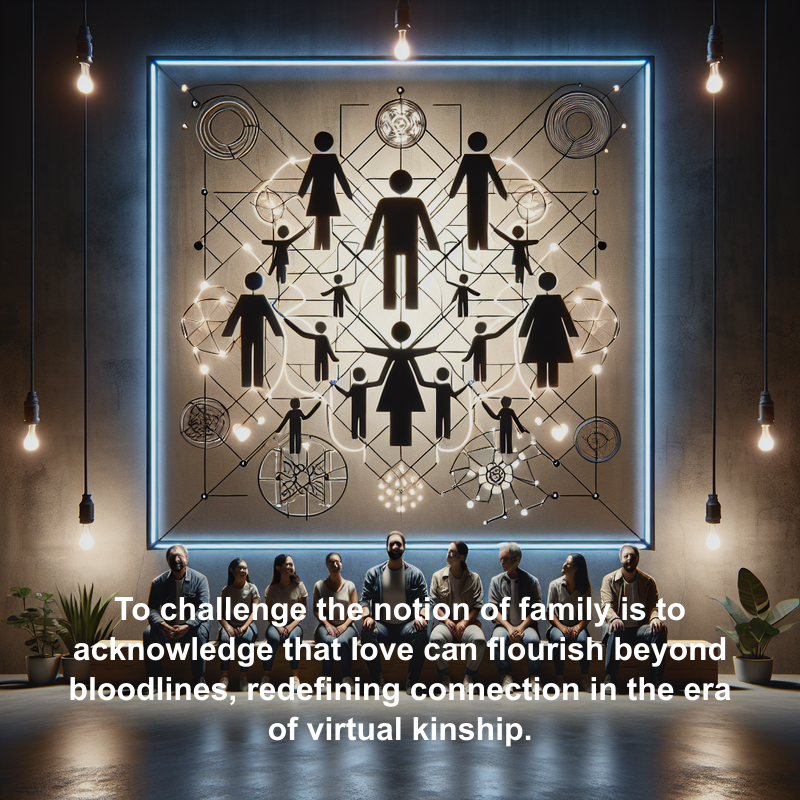 To challenge the notion of family is to
acknowledge that love can flourish beyond
bloodlines, redefining connection in the era
of virtual kinship.